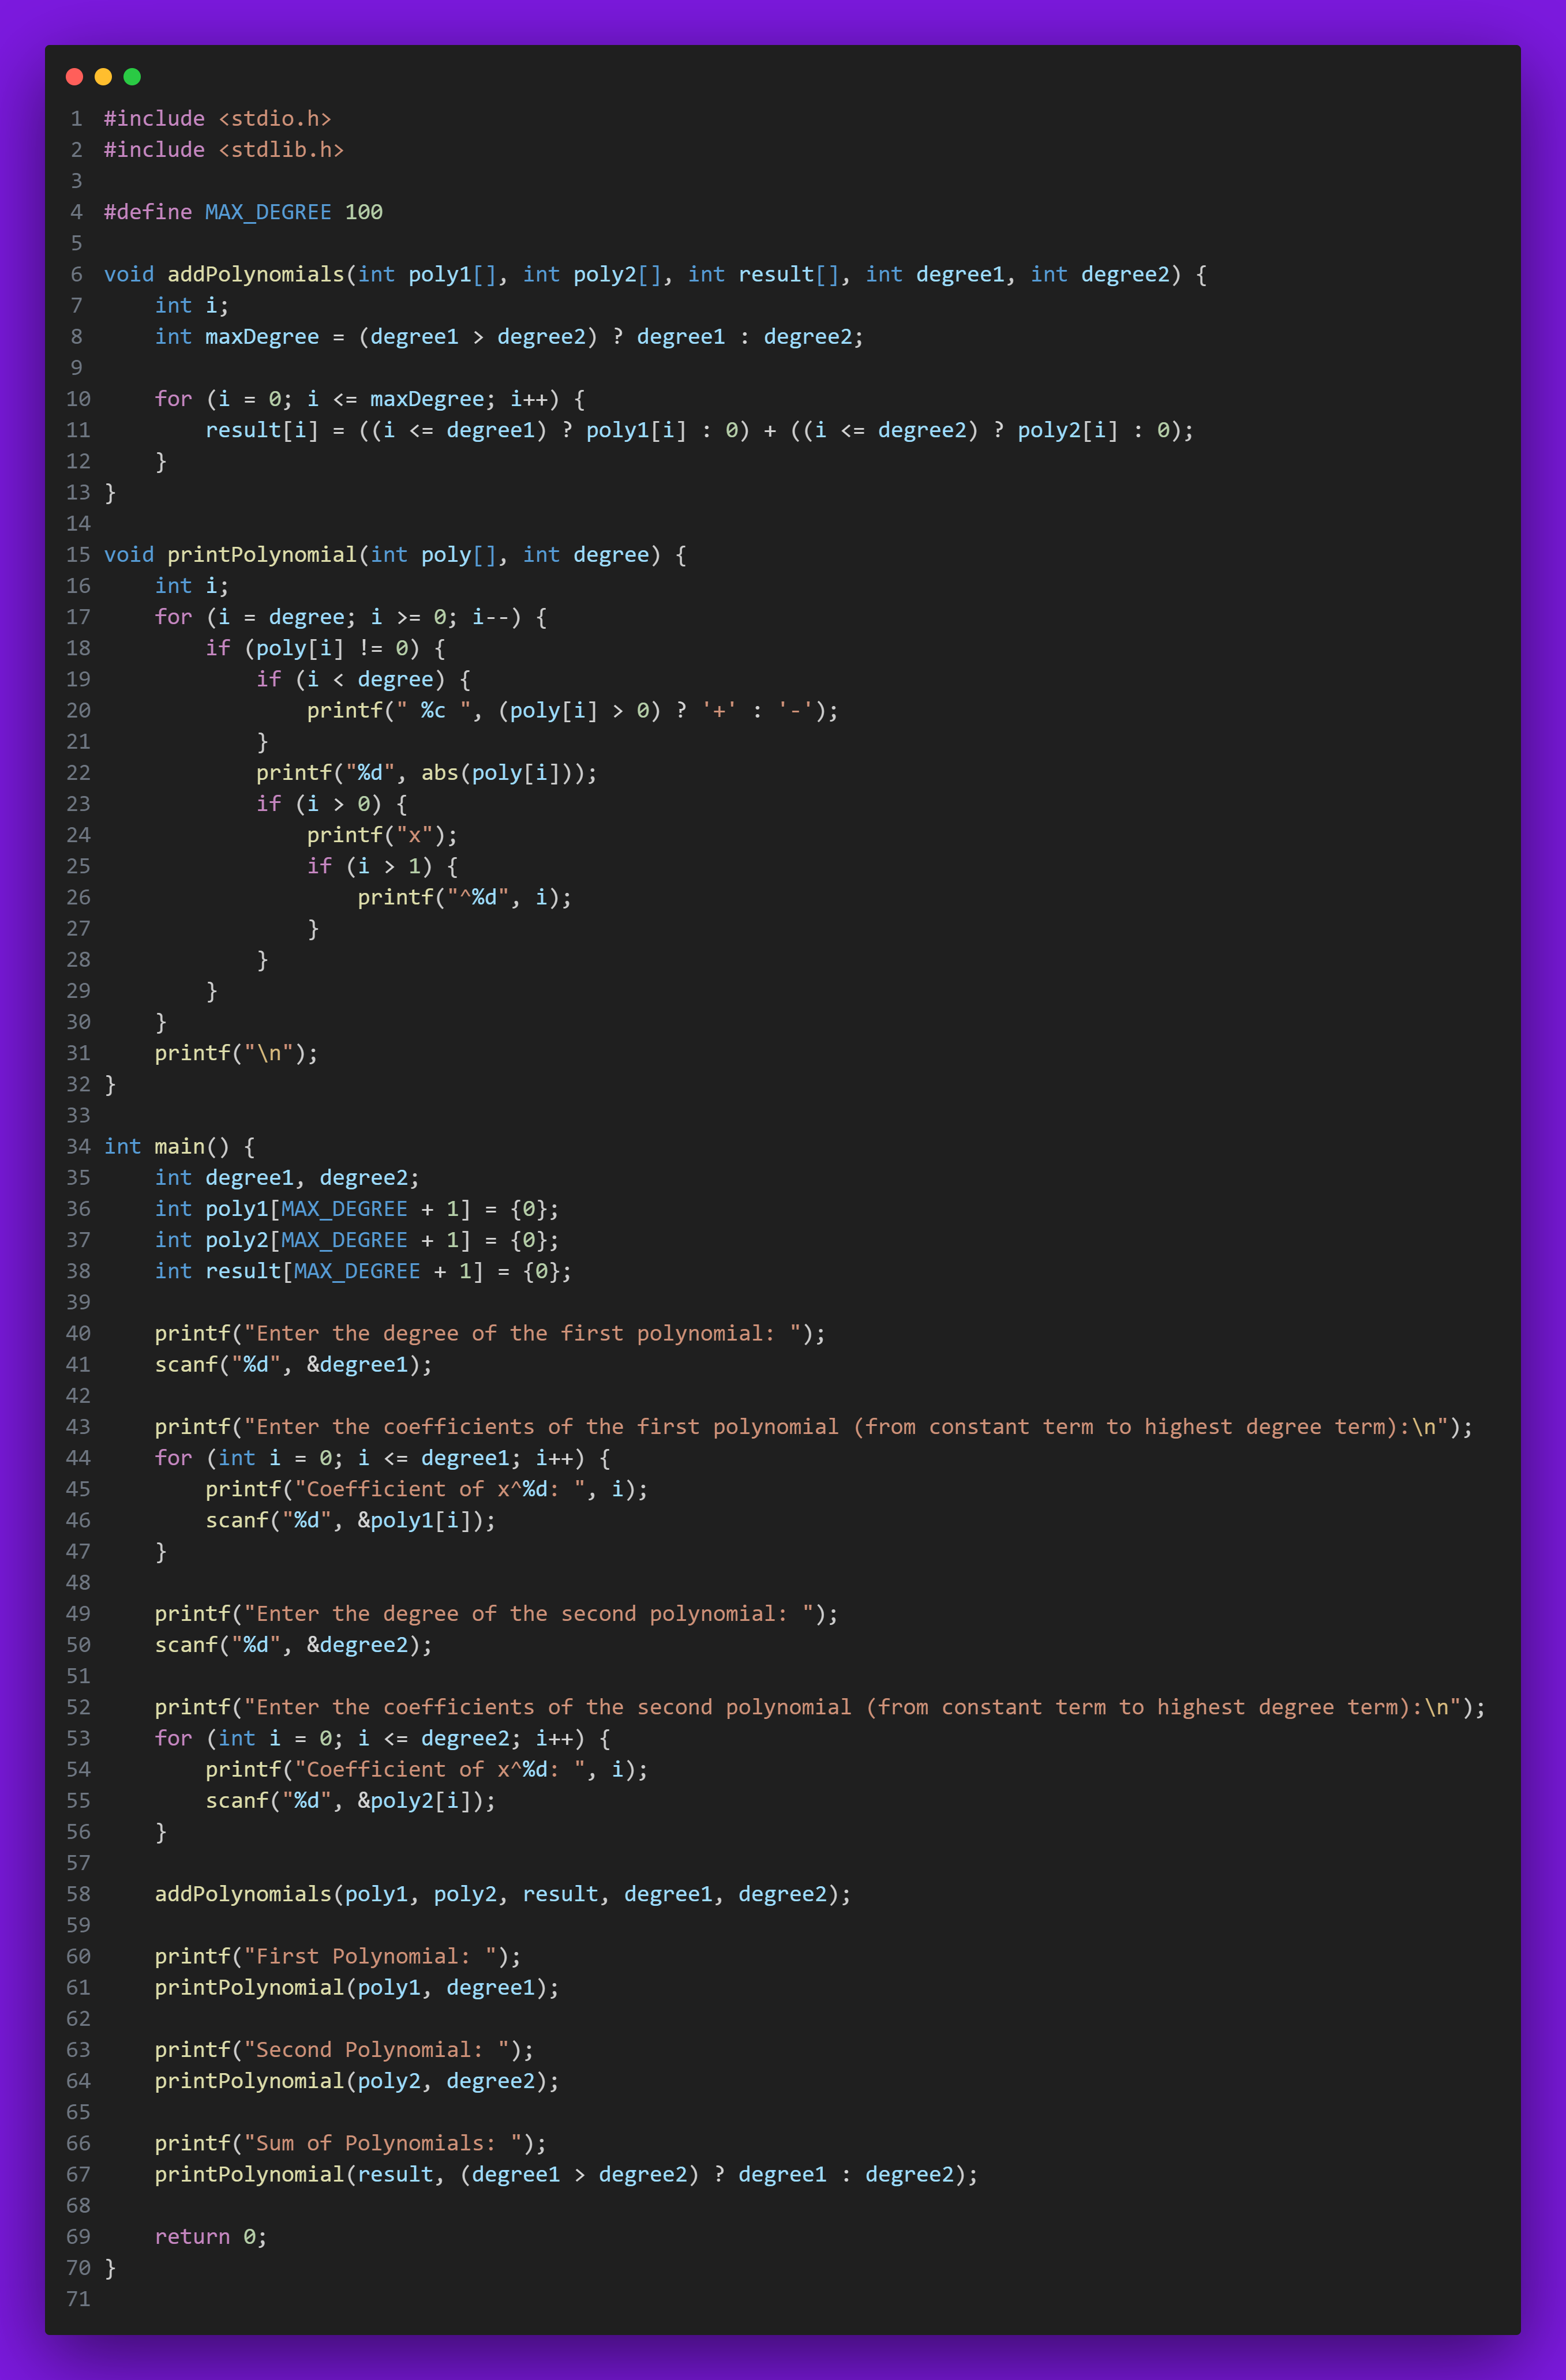 1 #include <stdio.h>
2 #include <stdlib.h>
3
4 #define MAX_DEGREE 100
5
6 void addPolynomials(int poly1[], int poly2[], int result[], int degree1, int degree2) {
7     int i;
8     int maxDegree = (degree1 > degree2) ? degree1 : degree2;
9
10     for (i = 0; i <= maxDegree; i++) {
11         result[i] = ((i <= degree1) ? poly1[i] : 0) + ((i <= degree2) ? poly2[i] : 0);
12     }
13 }
14
15 void printPolynomial(int poly[], int degree) {
16     int i;
17     for (i = degree; i >= 0; i--) {
18         if (poly[i] != 0) {
19             if (i < degree) {
20                 printf(" %c ", (poly[i] > 0) ? '+' : '-');
21             }
22             printf("%d", abs(poly[i]));
23             if (i > 0) {
24                 printf("x");
25                 if (i > 1) {
26                     printf("^%d", i);
27                 }
28             }
29         }
30     }
31     printf("\n");
32 }
33
34 int main() {
35     int degree1, degree2;
36     int poly1[MAX_DEGREE + 1] = {0};
37     int poly2[MAX_DEGREE + 1] = {0};
38     int result[MAX_DEGREE + 1] = {0};
39
40     printf("Enter the degree of the first polynomial: ");
41     scanf("%d", &degree1);
42
43     printf("Enter the coefficients of the first polynomial (from constant term to highest degree term):\n");
44     for (int i = 0; i <= degree1; i++) {
45         printf("Coefficient of x^%d: ", i);
46         scanf("%d", &poly1[i]);
47     }
48
49     printf("Enter the degree of the second polynomial: ");
50     scanf("%d", &degree2);
51
52     printf("Enter the coefficients of the second polynomial (from constant term to highest degree term):\n");
53     for (int i = 0; i <= degree2; i++) {
54         printf("Coefficient of x^%d: ", i);
55         scanf("%d", &poly2[i]);
56     }
57
58     addPolynomials(poly1, poly2, result, degree1, degree2);
59
60     printf("First Polynomial: ");
61     printPolynomial(poly1, degree1);
62
63     printf("Second Polynomial: ");
64     printPolynomial(poly2, degree2);
65
66     printf("Sum of Polynomials: ");
67     printPolynomial(result, (degree1 > degree2) ? degree1 : degree2);
68
69     return 0;
70 }
71